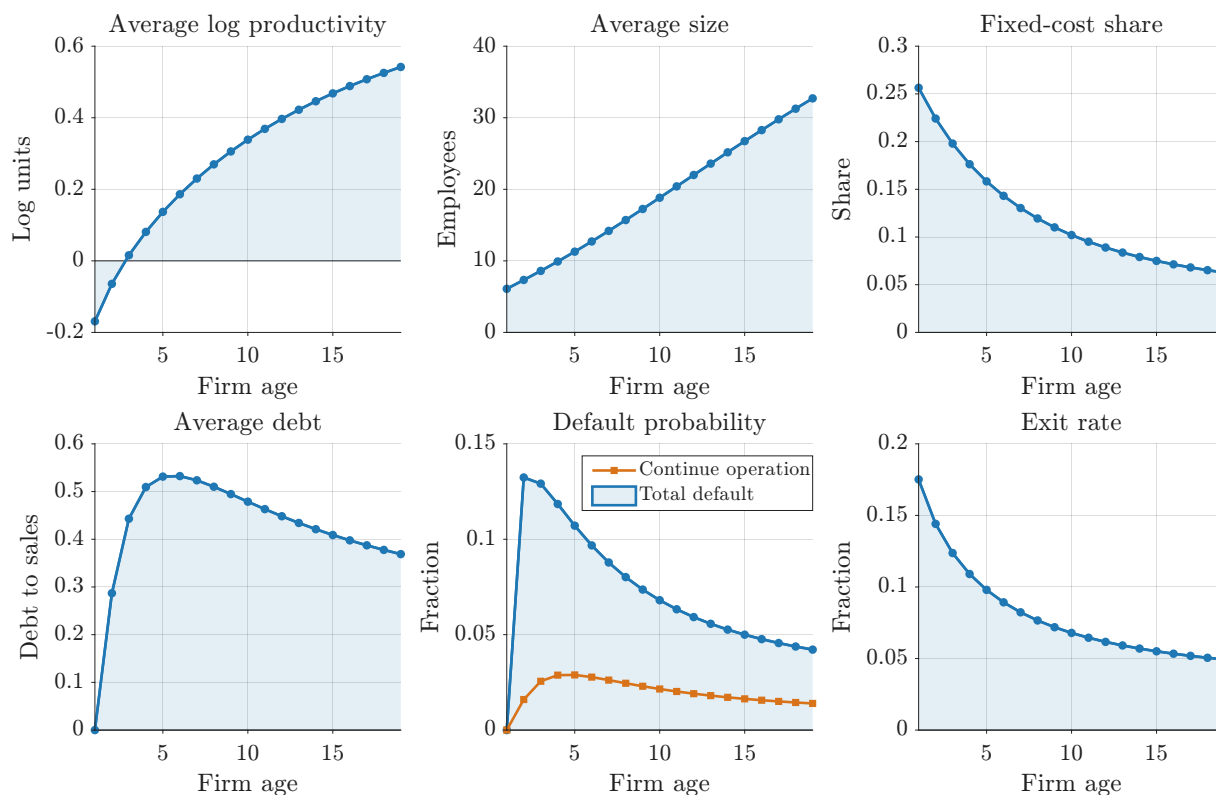 Average log productivity
Log units
0.6
0.4
0.2
0
-0.2
5 10 15
Firm age
Average size
Employees
40
30
20
10
0
5 10 15
Firm age
Fixed-cost share
Share
0.3
0.25
0.2
0.15
0.1
0.05
0
5 10 15
Firm age
Average debt
Debt to sales
0.6
0.5
0.4
0.3
0.2
0.1
0
5 10 15
Firm age
Default probability
Fraction
0.15
0.1
0.05
0
Continue operation
Total default
5 10 15
Firm age
Exit rate
Fraction
0.2
0.15
0.1
0.05
0
5 10 15
Firm age